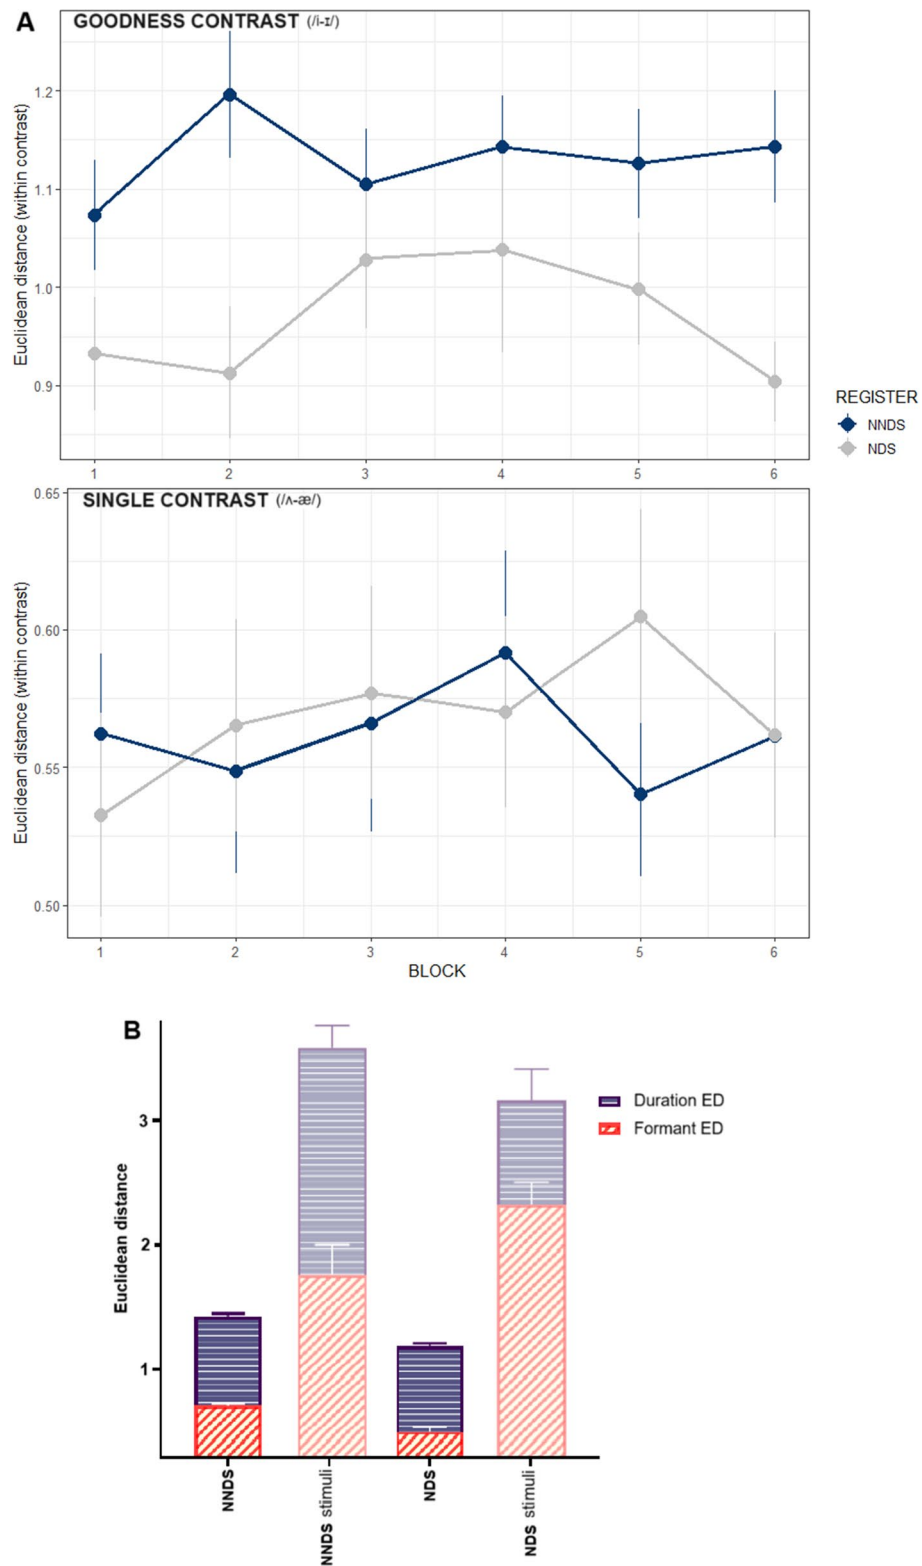 A
GOODNESS CONTRAST (/i-ɪ/)
Euclidean distance (within contrast)
1.2
1.1
1.0
0.9
1 2 3 4 5 6
REGISTER
NNDS
NDS
SINGLE CONTRAST (/ʌ-æ/)
Euclidean distance (within contrast)
0.65
0.60
0.55
0.50
1 2 3 4 5 6
BLOCK
B
Euclidean distance
3
2
1
Duration ED
Formant ED
NNDS
NNDS stimuli
NDS
NDS stimuli